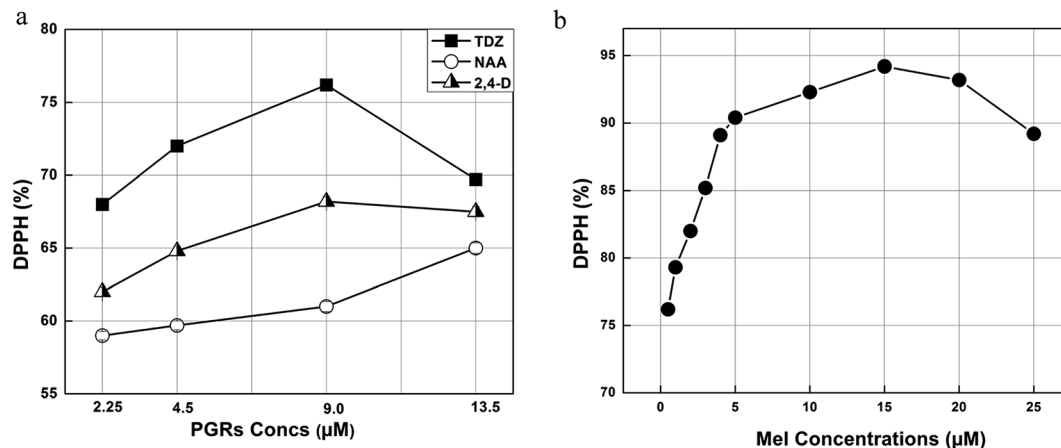 a
80
75
70
65
60
55
DPPH (%)
2.25 4.5 9.0 13.5
PGRs Concs (µM)
TDZ
NAA
2,4-D
b
95
90
85
80
75
70
DPPH (%)
0 5 10 15 20 25
Mel Concentrations (µM)